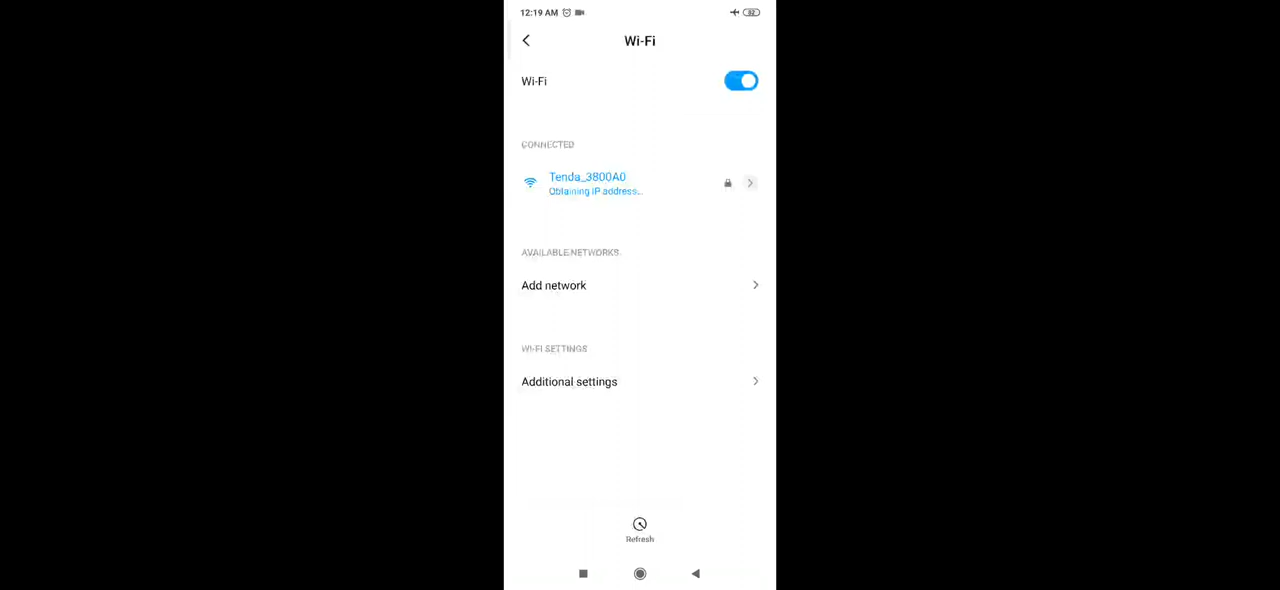 12:19 AM 82
Wi-Fi
Wi-Fi
CONNECTED
Tenda_3800A0
Obtaining IP address...
AVAILABLE NETWORKS
Add network
WI-FI SETTINGS
Additional settings
Refresh